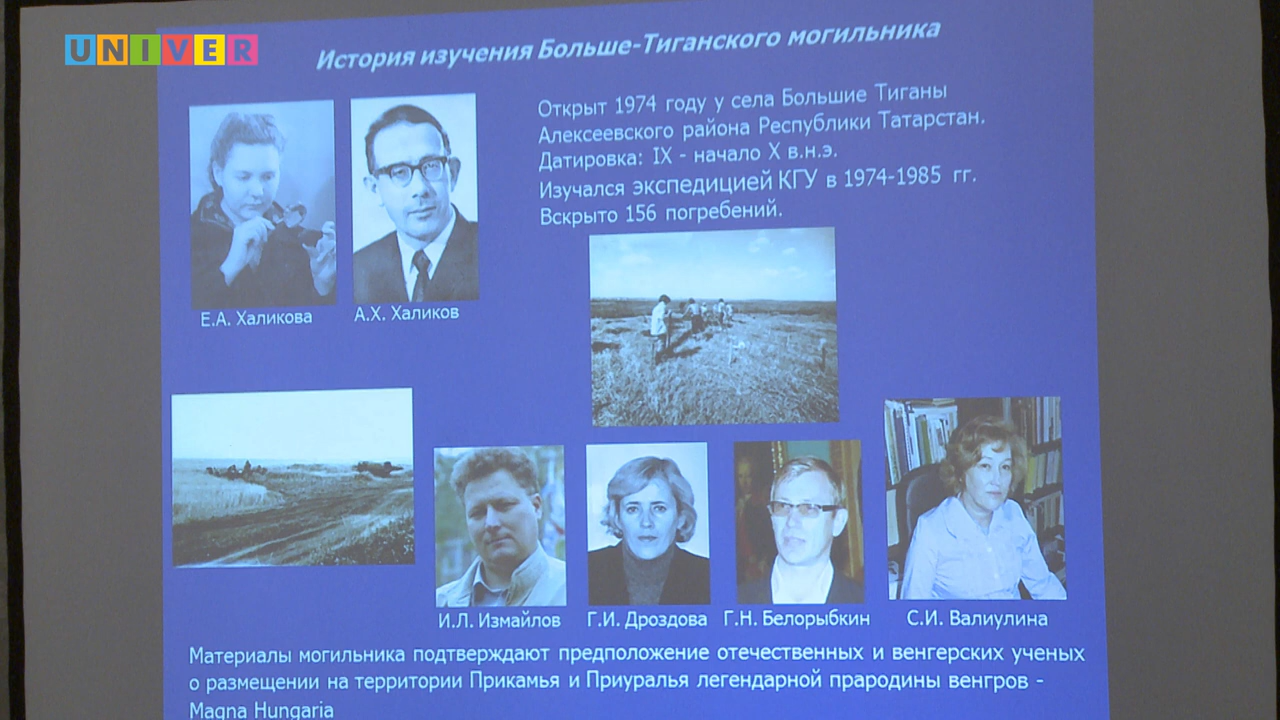 UNIVER
История изучения Больше-Тиганского могильника
Открыт 1974 году у села Большие Тиганы
Алексеевского района Республики Татарстан.
Датировка: IX - начало X в.н.э.
Изучался экспедицией КГУ в 1974-1985 гг.
Вскрыто 156 погребений.
Е.А. Халикова
А.Х. Халиков
И.Л. Измайлов
Г.И. Дроздова
Г.Н. Белорыбкин
С.И. Валиулина
Материалы могильника подтверждают предположение отечественных и венгерских ученых
о размещении на территории Прикамья и Приуралья легендарной прародины венгров -
Magna Hungaria